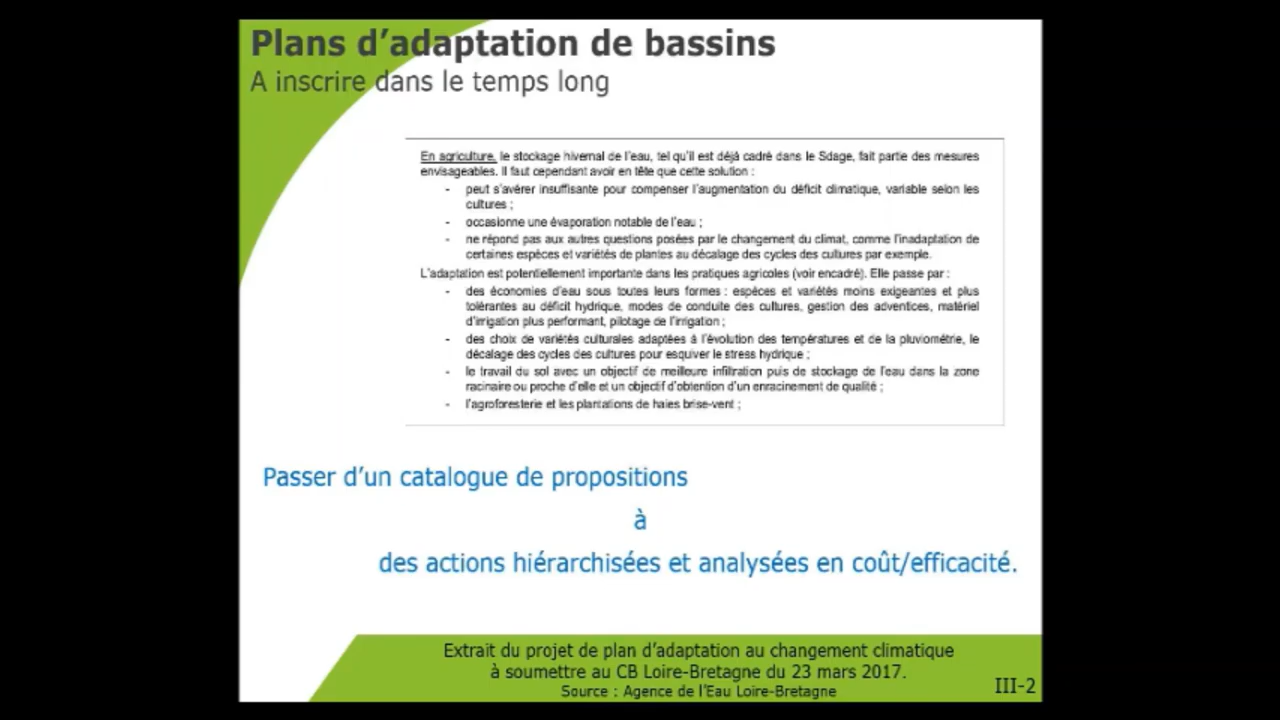 Plans d'adaptation de bassins
A inscrire dans le temps long
En agriculture, le stockage hivernal de l'eau, tel qu'il est déjà cadré dans le Sdage, fait partie des mesures
envisageables. Il faut cependant avoir en tête que cette solution :
- peut s'avérer insuffisante pour compenser l'augmentation du déficit climatique, variable selon les
cultures ;
- occasionne une évaporation notable de l'eau ;
- ne répond pas aux autres questions posées par le changement du climat, comme l'inadaptation de
certaines espèces et variétés de plantes au décalage des cycles des cultures par exemple.
L'adaptation est potentiellement importante dans les pratiques agricoles (voir encadré). Elle passe par :
- des économies d'eau sous toutes leurs formes : espèces et variétés moins exigeantes et plus
tolérantes au déficit hydrique, modes de conduite des cultures, gestion des adventices, matériel
d'irrigation plus performant, pilotage de l'irrigation ;
- des choix de variétés culturales adaptées à l'évolution des températures et de la pluviométrie, le
décalage des cycles des cultures pour esquiver le stress hydrique ;
- le travail du sol avec un objectif de meilleure infiltration puis de stockage de l'eau dans la zone
racinaire ou proche d'elle et un objectif d'obtention d'un enracinement de qualité ;
- l'agroforesterie et les plantations de haies brise-vent ;
Passer d'un catalogue de propositions
à
des actions hiérarchisées et analysées en coût/efficacité.
Extrait du projet de plan d'adaptation au changement climatique
à soumettre au CB Loire-Bretagne du 23 mars 2017.
Source : Agence de l'Eau Loire-Bretagne
III-2